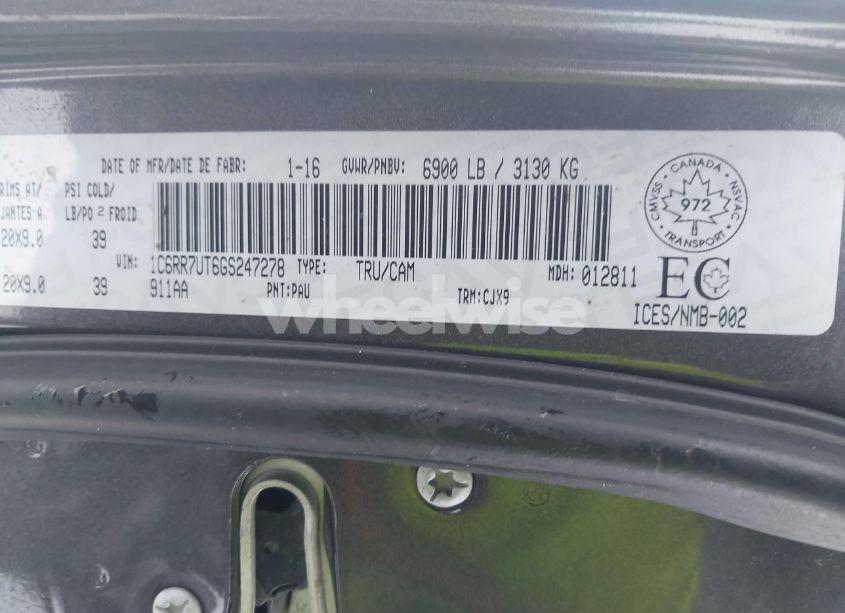 DATE OF MFR/DATE DE FABR: 1-16 GVWR/PNBV: 6900 LB / 3130 KG
RIMS AT/ PSI COLD/
JANTES A LB/PO 2 FROID
20X9.0 39
VIN: 1C6RR7UT6GS247278 TYPE: TRU/CAM MDH: 012811
20X9.0 39 911AA PNT:PAU TRM:CJX9
CANADA
CMVSS NSVAC
972
TRANSPORT
EC
ICES/NMB-002
wheelwise